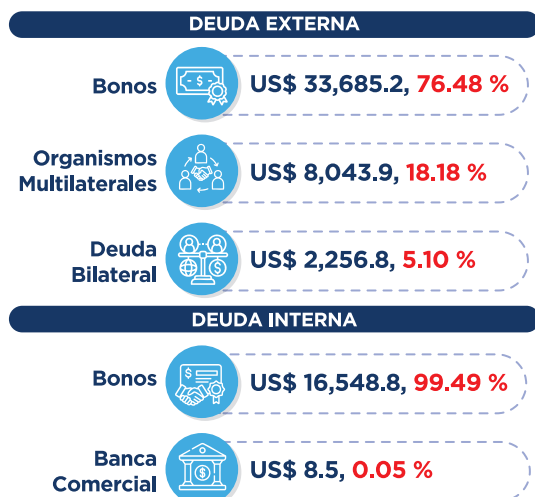 DEUDA EXTERNA
Bonos
$
US$ 33,685.2, 76.48 %
Organismos
Multilaterales
US$ 8,043.9, 18.18 %
Deuda
Bilateral
$
US$ 2,256.8, 5.10 %
DEUDA INTERNA
Bonos
$
US$ 16,548.8, 99.49 %
Banca
Comercial
$
US$ 8.5, 0.05 %